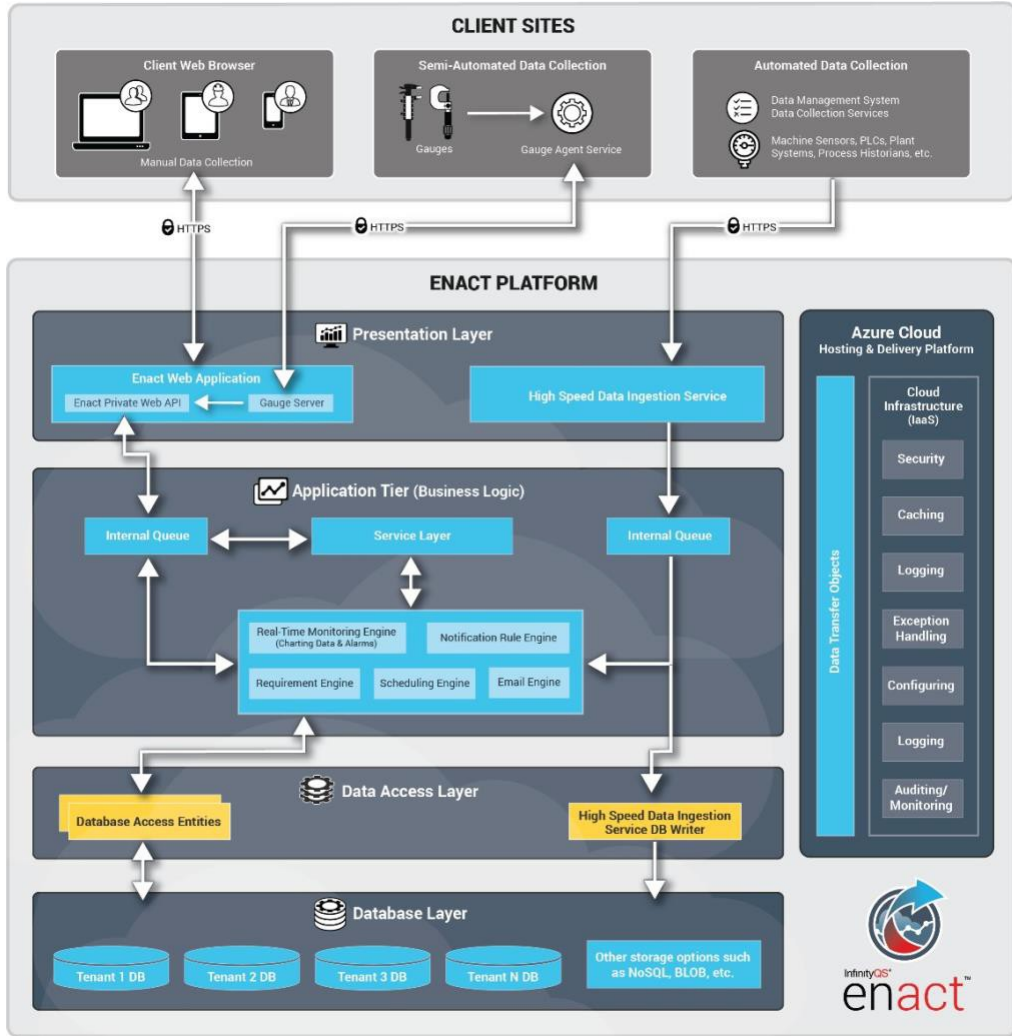 CLIENT SITES
Client Web Browser
Manual Data Collection
Semi-Automated Data Collection
Gauges
Gauge Agent Service
Automated Data Collection
Data Management System
Data Collection Services
Machine Sensors, PLCs, Plant
Systems, Process Historians, etc.
HTTPS
HTTPS
HTTPS
ENACT PLATFORM
Presentation Layer
Enact Web Application
Enact Private Web API
Gauge Server
High Speed Data Ingestion Service
Application Tier (Business Logic)
Internal Queue
Service Layer
Internal Queue
Real-Time Monitoring Engine
(Charting Data & Alarms)
Notification Rule Engine
Requirement Engine
Scheduling Engine
Email Engine
Data Access Layer
Database Access Entities
High Speed Data Ingestion
Service DB Writer
Database Layer
Tenant 1 DB
Tenant 2 DB
Tenant 3 DB
Tenant N DB
Other storage options such
as NoSQL, BLOB, etc.
Azure Cloud
Hosting & Delivery Platform
Data Transfer Objects
Cloud
Infrastructure
(IaaS)
Security
Caching
Logging
Exception
Handling
Configuring
Logging
Auditing/
Monitoring
InfinityQS®
enact™